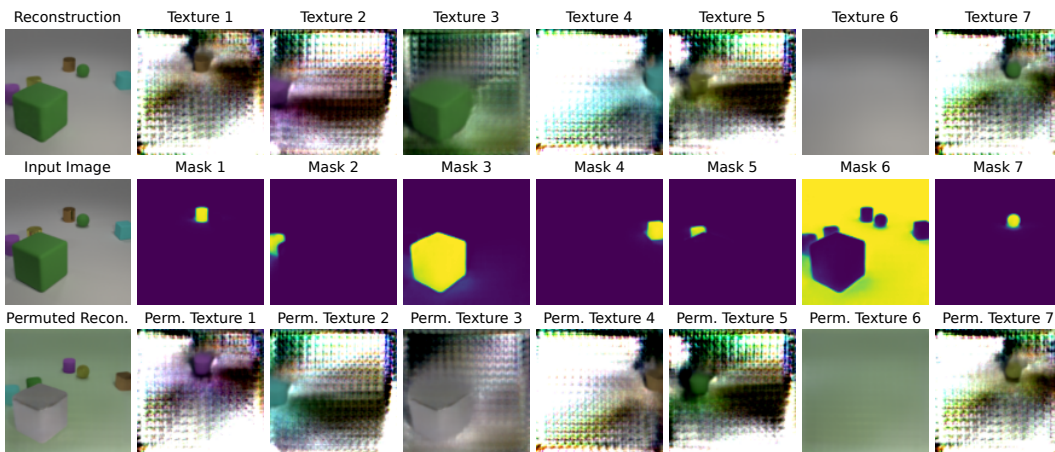 Reconstruction Texture 1 Texture 2 Texture 3 Texture 4 Texture 5 Texture 6 Texture 7
Input Image Mask 1 Mask 2 Mask 3 Mask 4 Mask 5 Mask 6 Mask 7
Permuted Recon. Perm. Texture 1 Perm. Texture 2 Perm. Texture 3 Perm. Texture 4 Perm. Texture 5 Perm. Texture 6 Perm. Texture 7